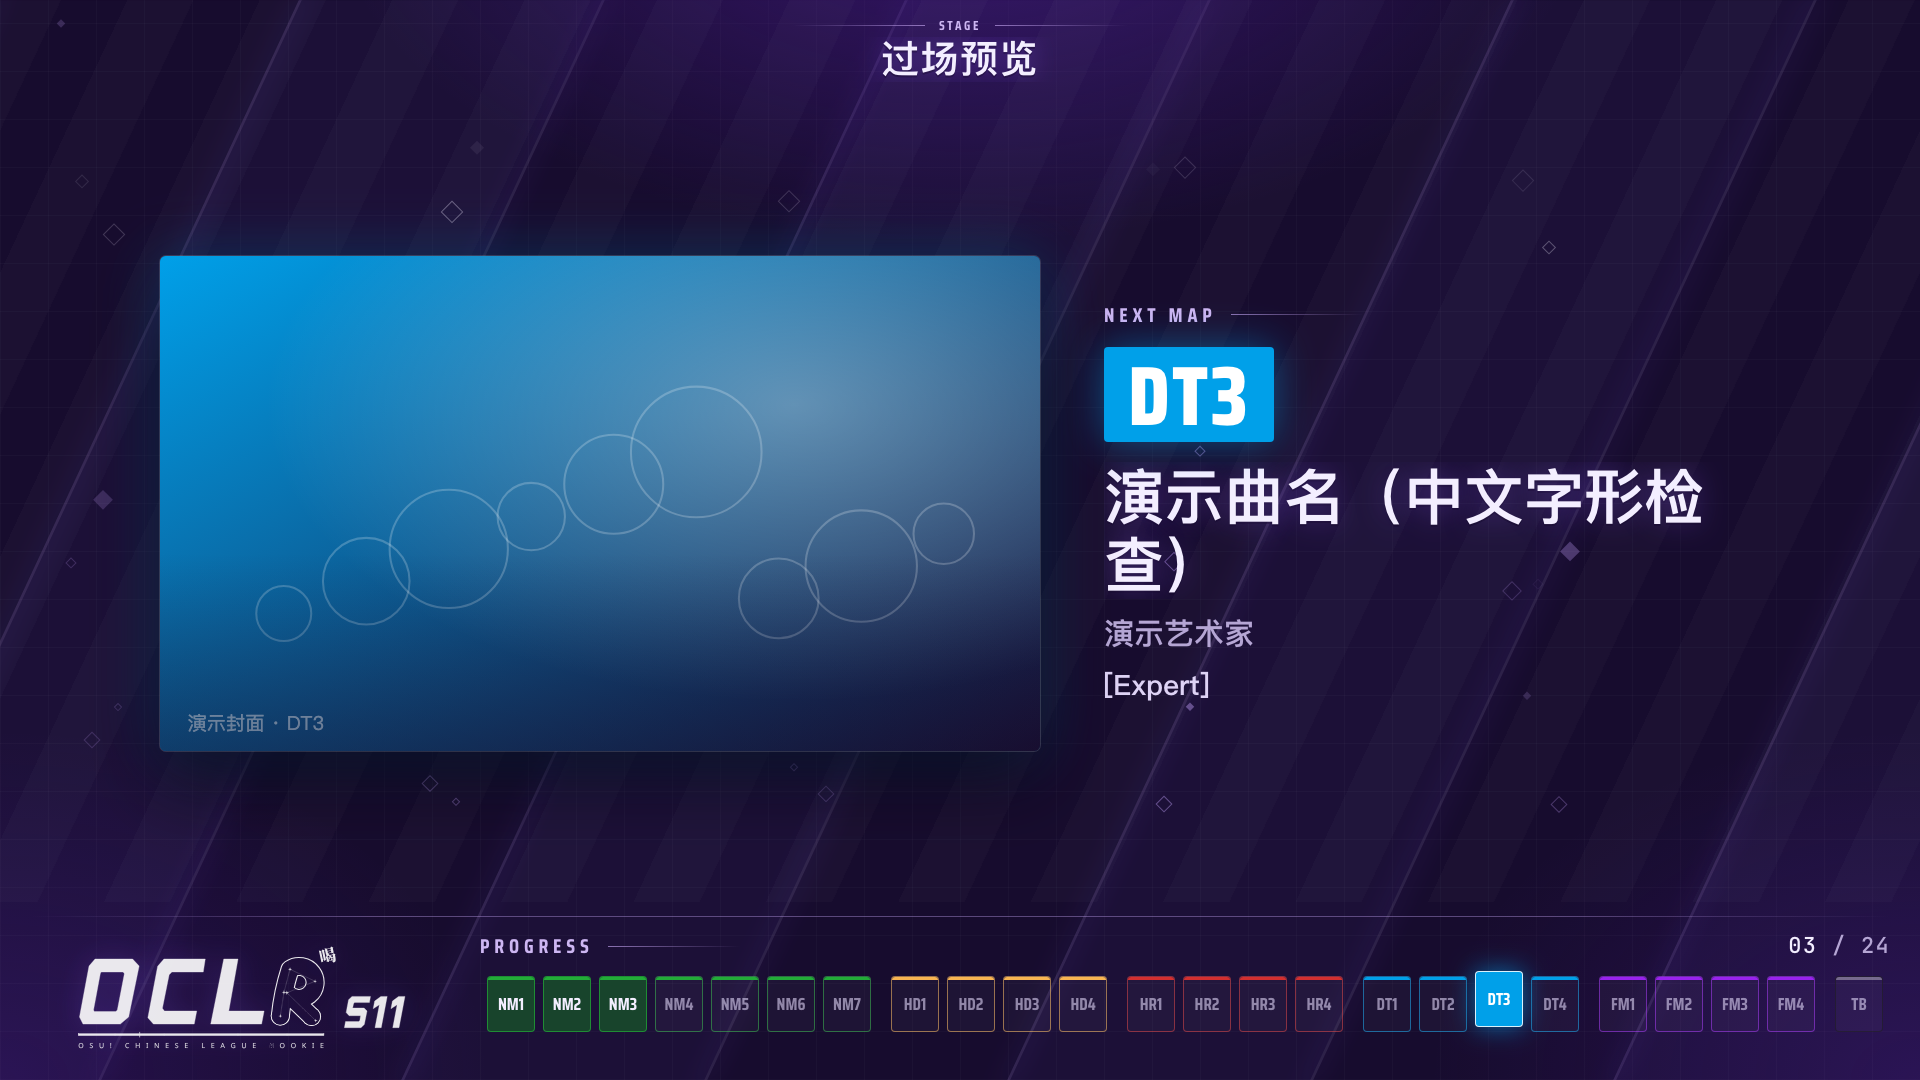 STAGE
过场预览
NEXT MAP
DT3
演示曲名（中文字形检
查）
演示艺术家
[Expert]
演示封面 · DT3
PROGRESS
03 / 24
OCLR 喝 S11
OSU! CHINESE LEAGUE ROOKIE
NM1 NM2 NM3 NM4 NM5 NM6 NM7 HD1 HD2 HD3 HD4 HR1 HR2 HR3 HR4 DT1 DT2 DT3 DT4 FM1 FM2 FM3 FM4 TB